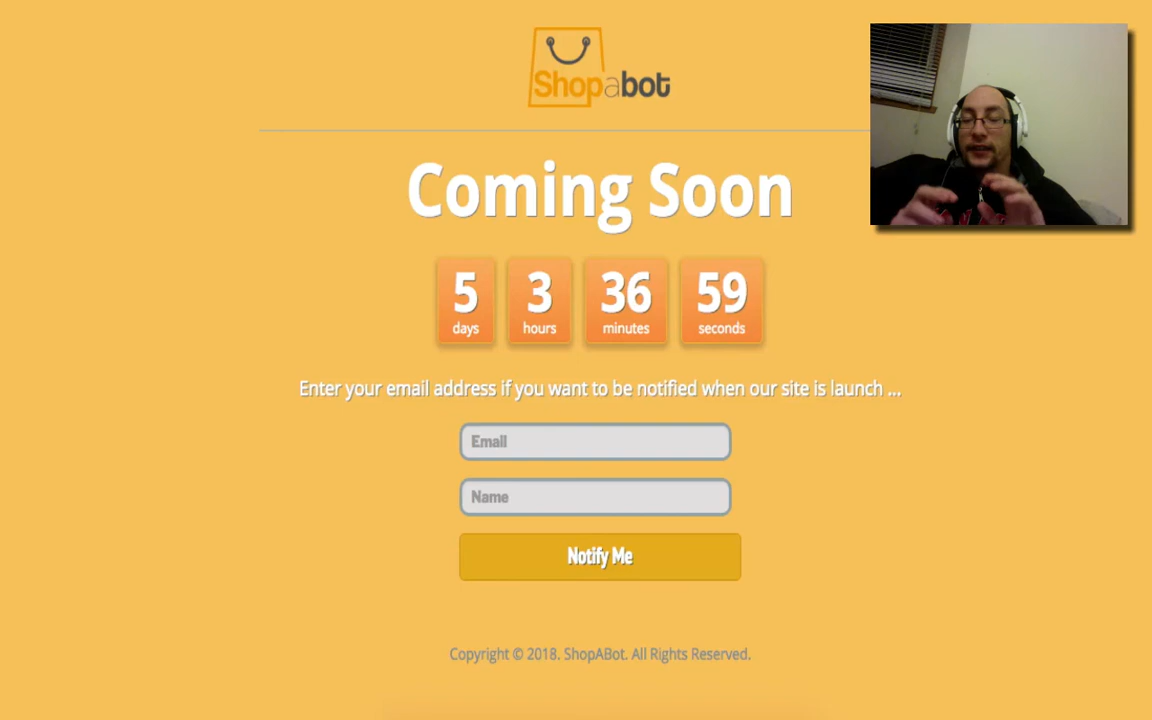 Shopabot
Coming Soon
5 3 36 59
days hours minutes seconds
Enter your email address if you want to be notified when our site is launch ...
Email
Name
Notify Me
Copyright © 2018. ShopABot. All Rights Reserved.